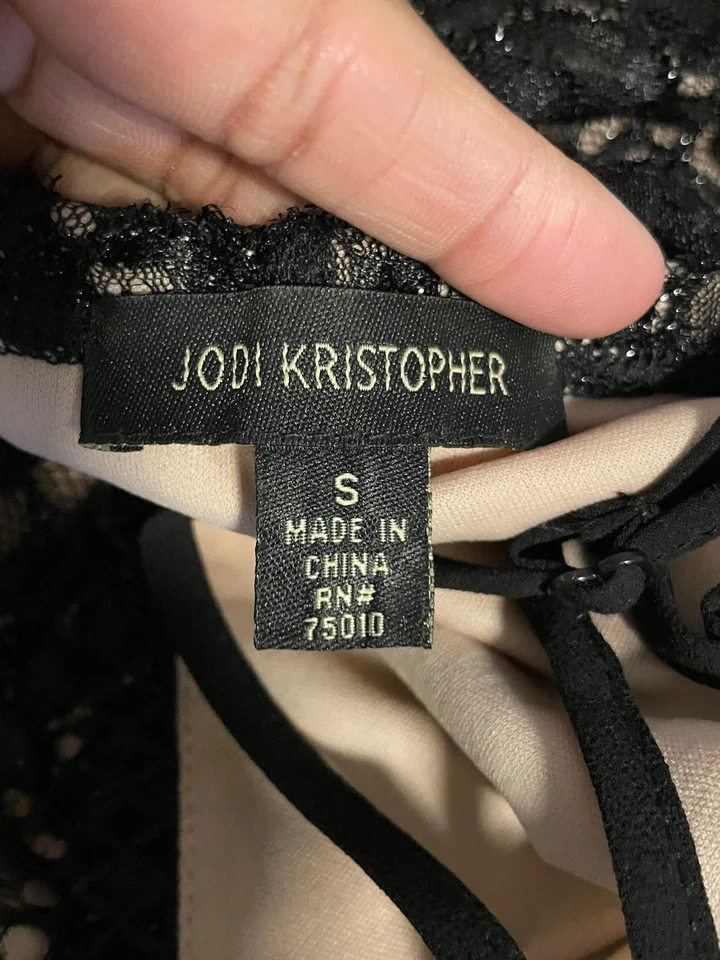 JODI KRISTOPHER
S
MADE IN
CHINA
RN#
75010